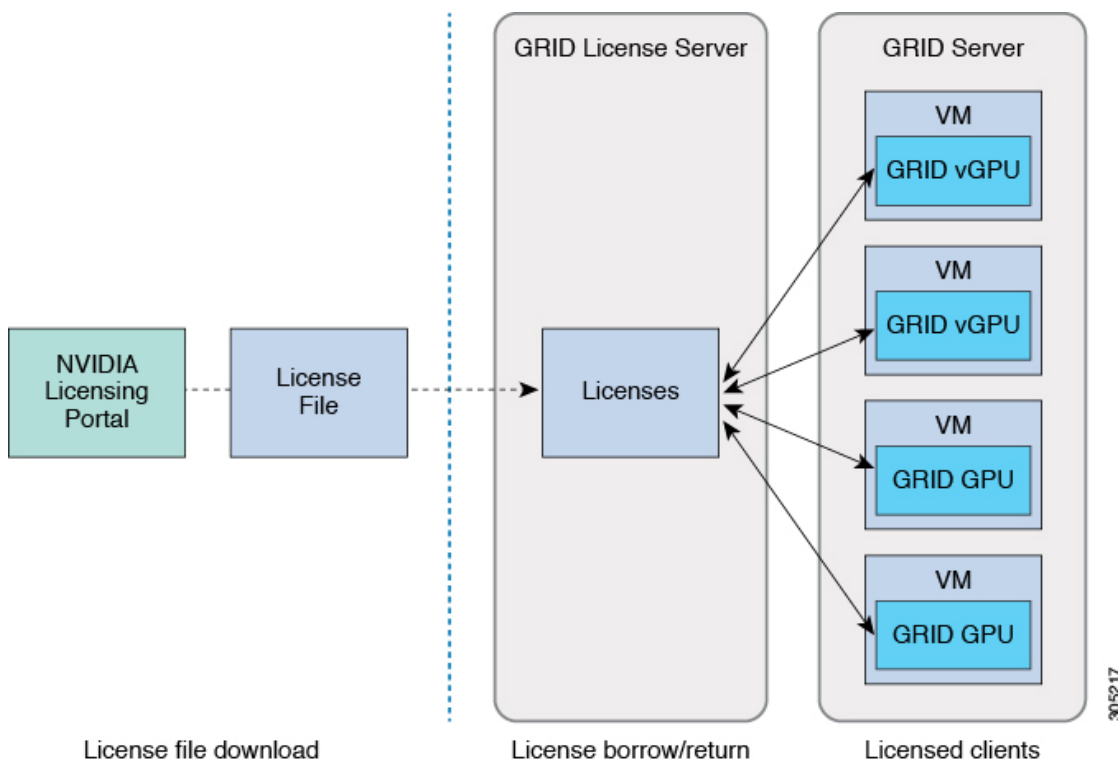 GRID License Server
GRID Server
VM
GRID vGPU
VM
GRID vGPU
NVIDIA
Licensing
Portal
License
File
Licenses
VM
GRID GPU
VM
GRID GPU
305217
License file download
License borrow/return
Licensed clients